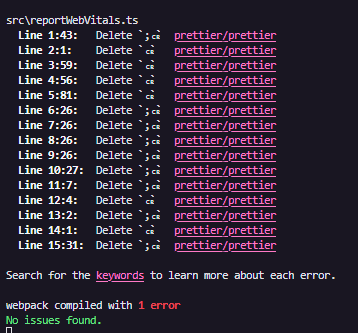 src\reportWebVitals.ts
Line 1:43: Delete `;␍` prettier/prettier
Line 2:1: Delete `;␍` prettier/prettier
Line 3:59: Delete `;␍` prettier/prettier
Line 4:56: Delete `;␍` prettier/prettier
Line 5:81: Delete `;␍` prettier/prettier
Line 6:26: Delete `;␍` prettier/prettier
Line 7:26: Delete `;␍` prettier/prettier
Line 8:26: Delete `;␍` prettier/prettier
Line 9:26: Delete `;␍` prettier/prettier
Line 10:27: Delete `;␍` prettier/prettier
Line 11:7: Delete `;␍` prettier/prettier
Line 12:4: Delete `;␍` prettier/prettier
Line 13:2: Delete `;␍` prettier/prettier
Line 14:1: Delete `;␍` prettier/prettier
Line 15:31: Delete `;␍` prettier/prettier
Search for the keywords to learn more about each error.
webpack compiled with 1 error
No issues found.